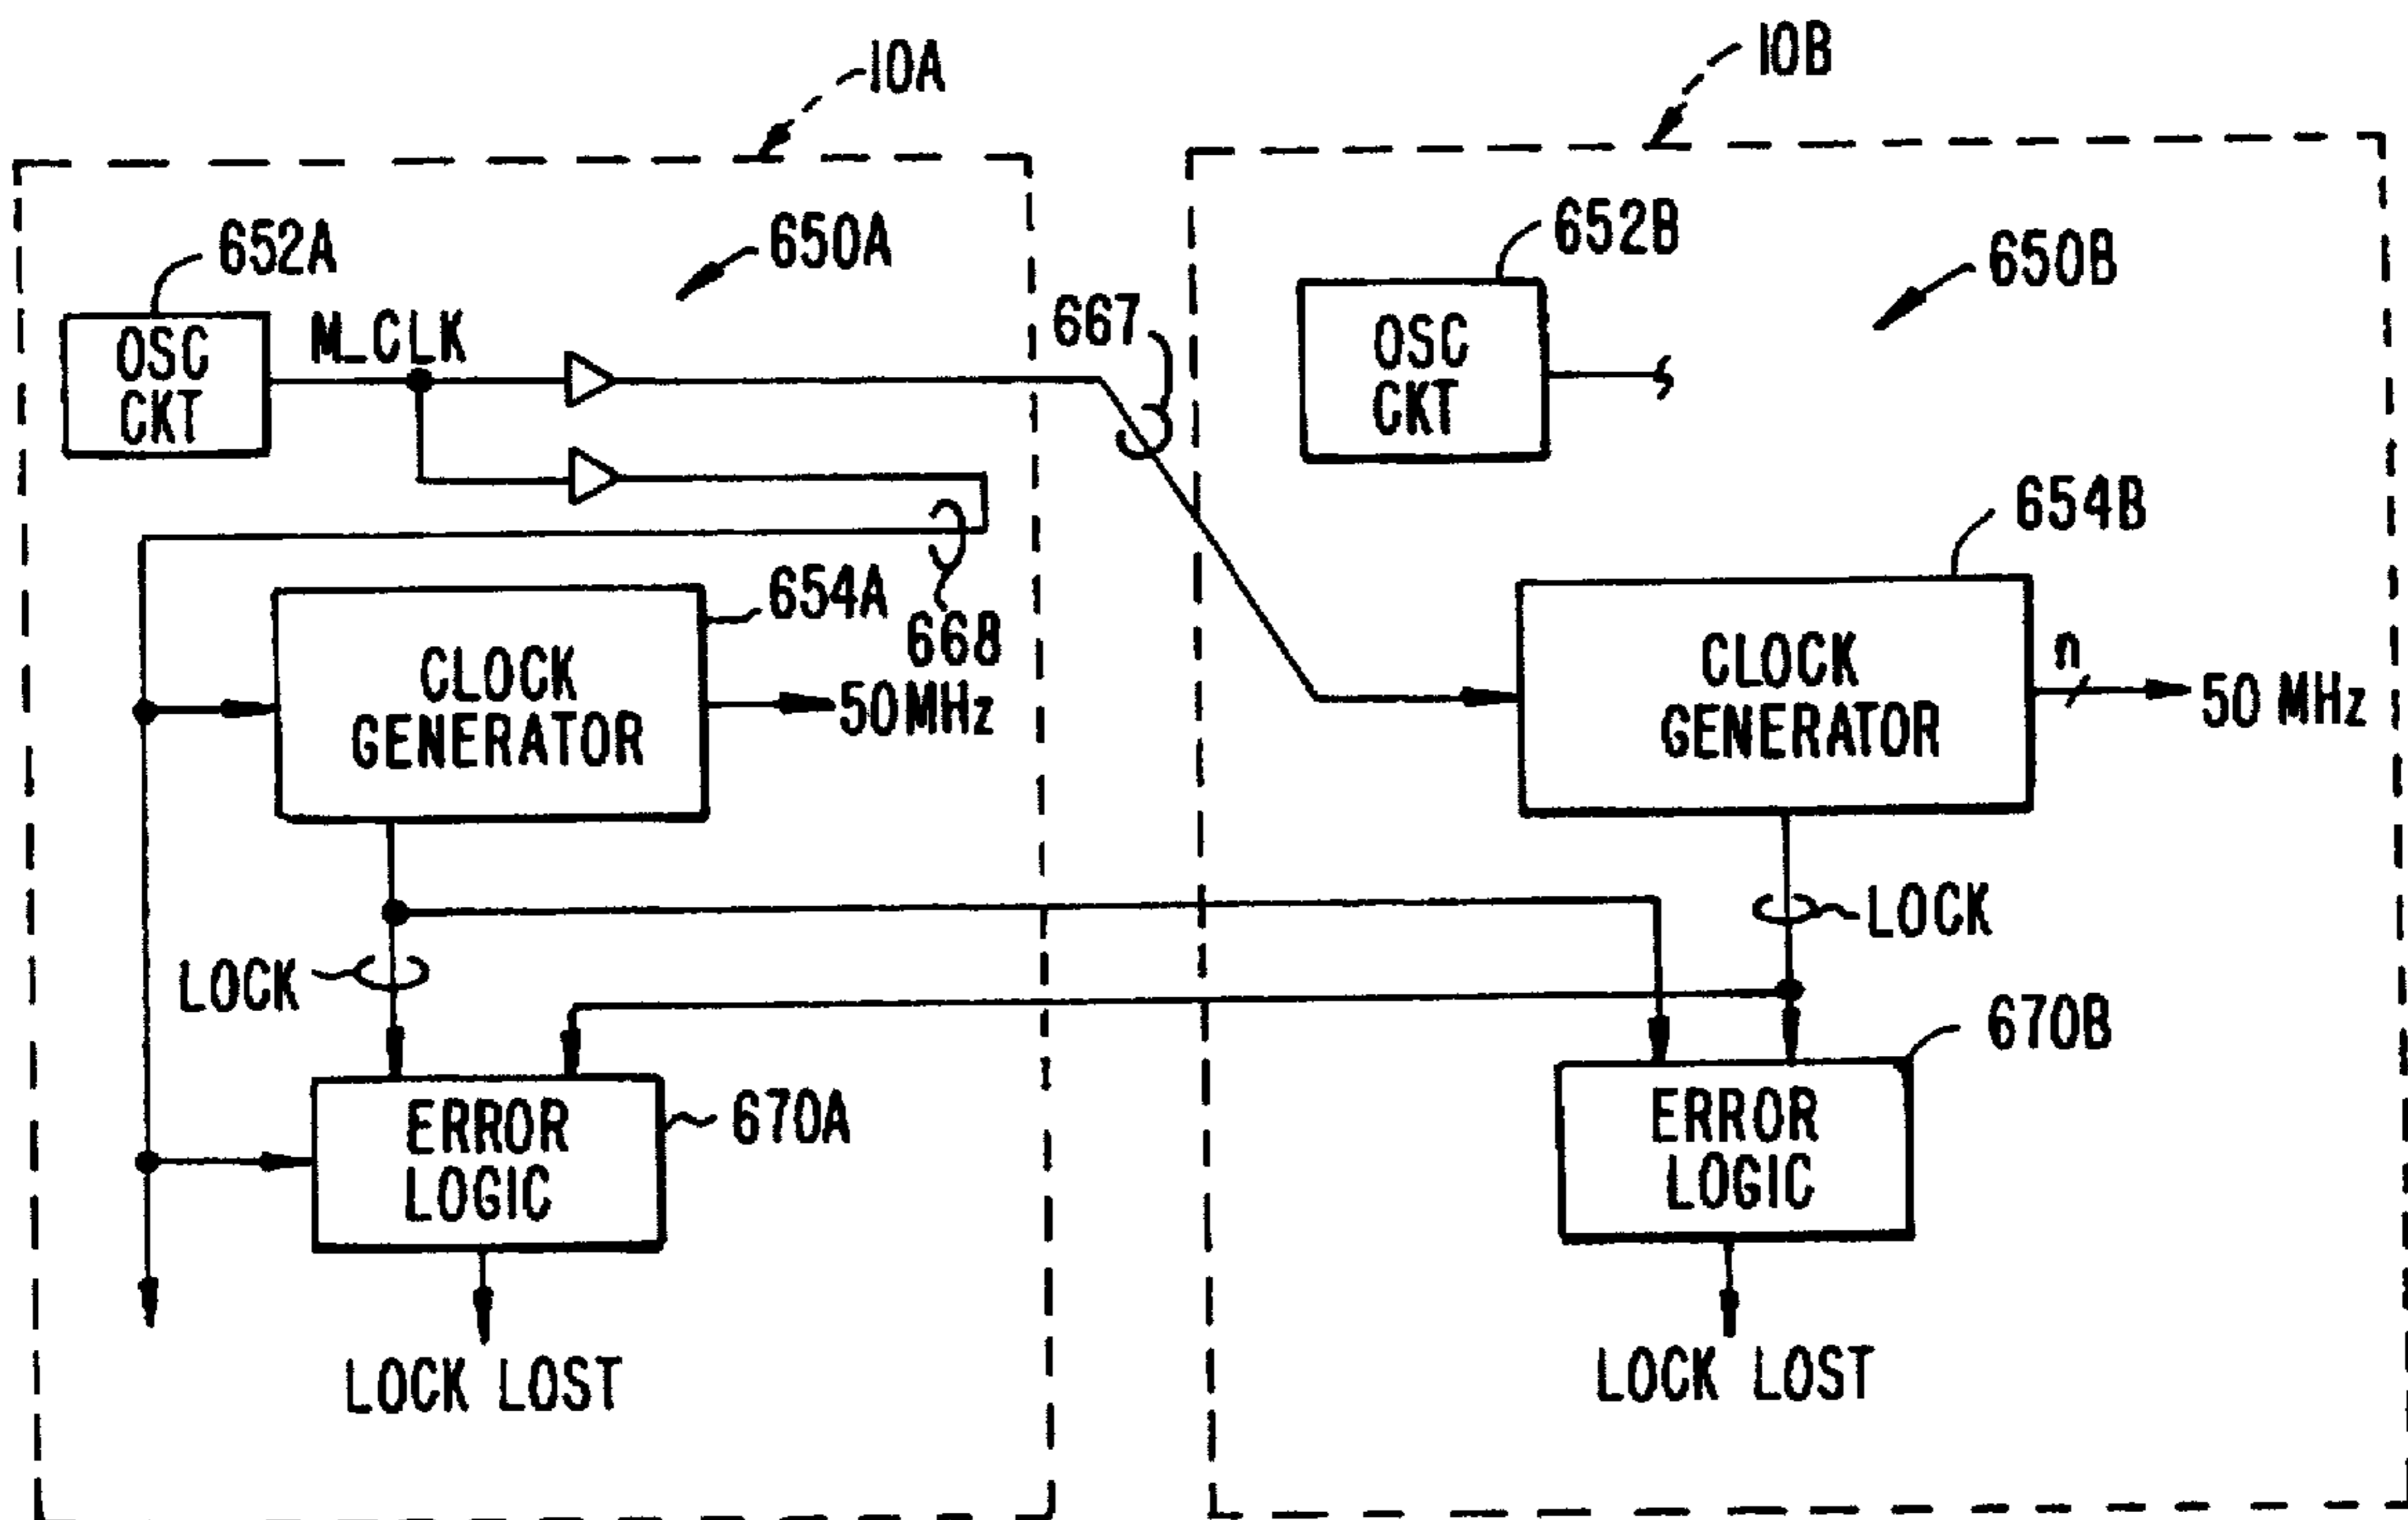 10A
10B
652A
650A
OSC
CKT
M_CLK
667
652B
650B
OSC
CKT
668
654A
CLOCK
GENERATOR
50MHz
654B
CLOCK
GENERATOR
n
50 MHz
LOCK
LOCK
ERROR
LOGIC
670A
670B
ERROR
LOGIC
LOCK LOST
LOCK LOST